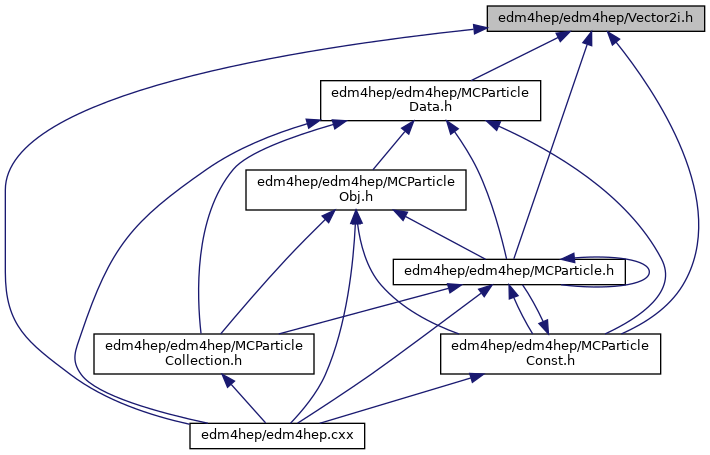 edm4hep/edm4hep/Vector2i.h
edm4hep/edm4hep/MCParticle
Data.h
edm4hep/edm4hep/MCParticle
Obj.h
edm4hep/edm4hep/MCParticle.h
edm4hep/edm4hep/MCParticle
Collection.h
edm4hep/edm4hep/MCParticle
Const.h
edm4hep/edm4hep.cxx